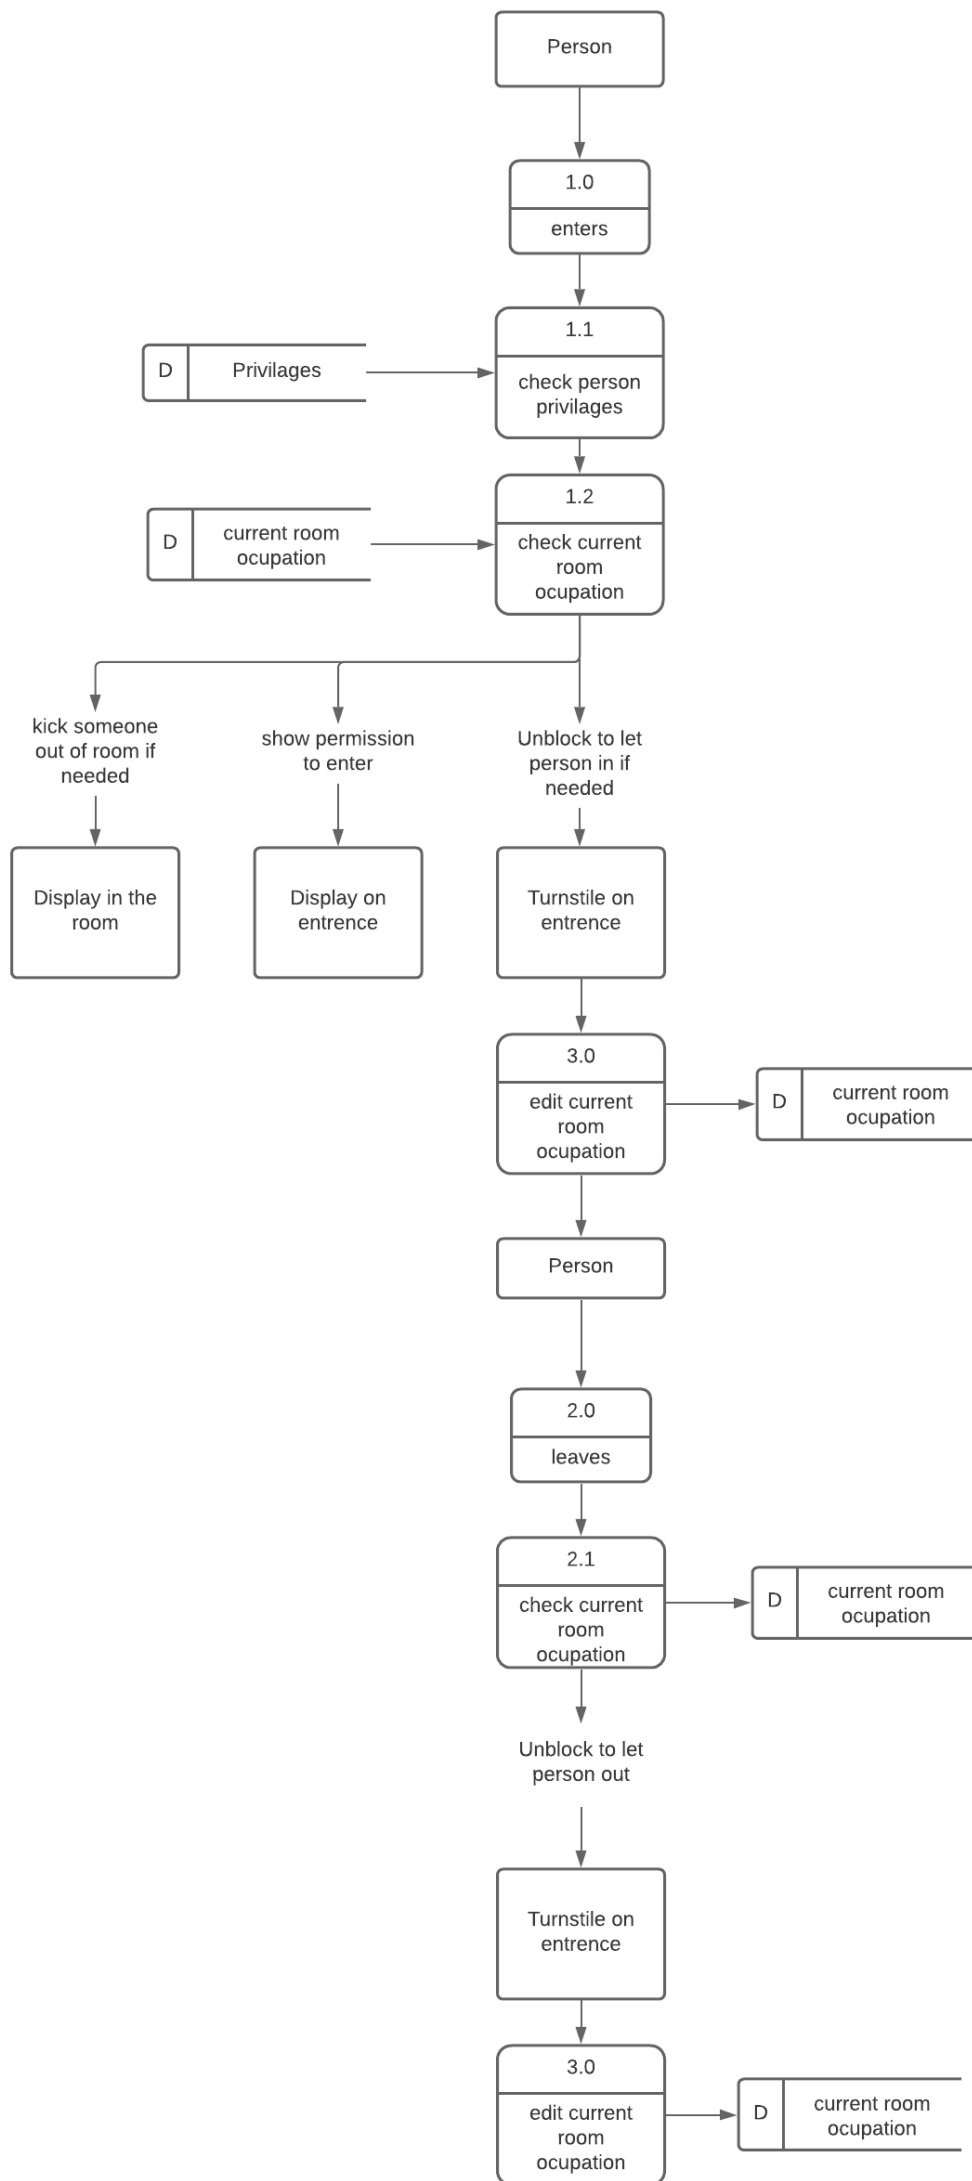 Person
1.0
enters
1.1
D
Privilages
check person
privilages
1.2
D
current room
ocupation
check current
room
ocupation
kick someone
out of room if
needed
show permission
to enter
Unblock to let
person in if
needed
Display in the
room
Display on
entrence
Turnstile on
entrence
3.0
edit current
room
ocupation
D
current room
ocupation
Person
2.0
leaves
2.1
check current
room
ocupation
D
current room
ocupation
Unblock to let
person out
Turnstile on
entrence
3.0
edit current
room
ocupation
D
current room
ocupation